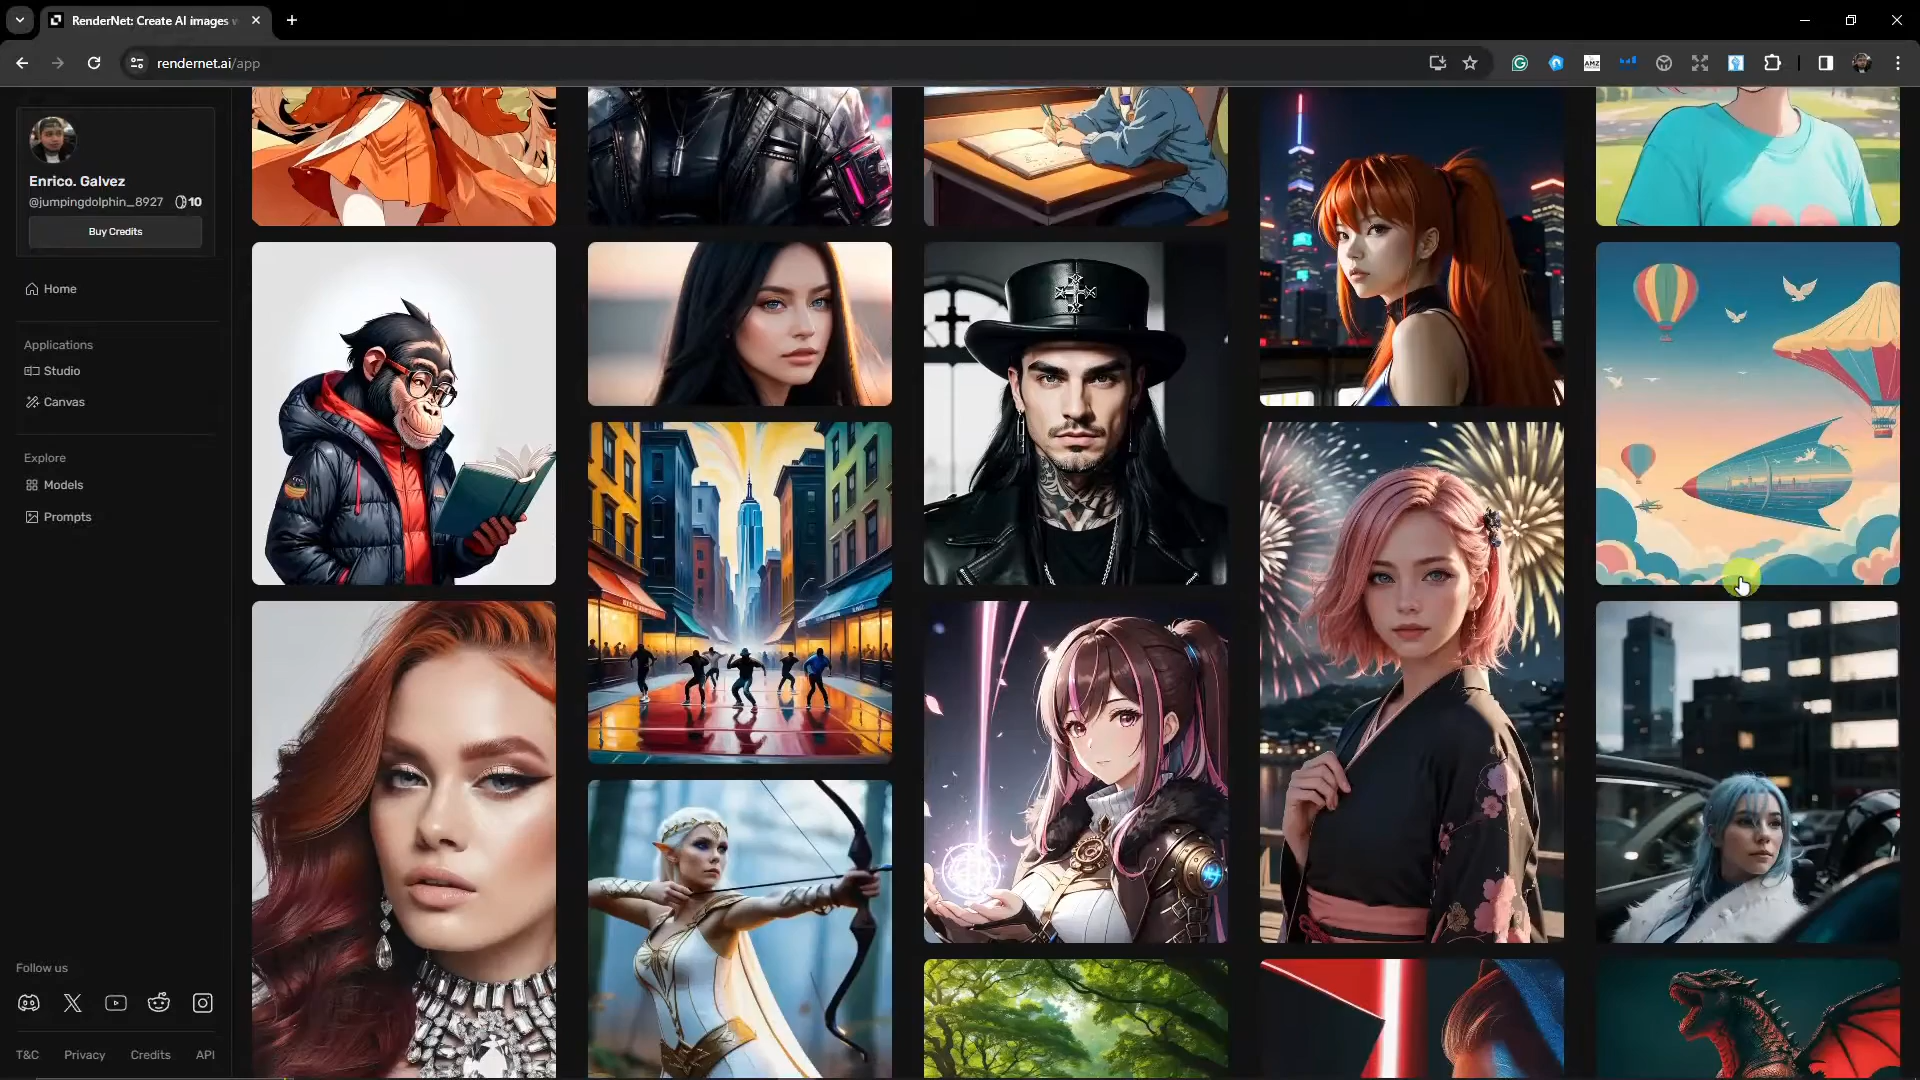 RenderNet: Create AI images w
rendernet.ai/app
AMZ
Enrico. Galvez
@jumpingdolphin_8927
10
Buy Credits
Home
Applications
Studio
Canvas
Explore
Models
Prompts
Follow us
T&C
Privacy
Credits
API